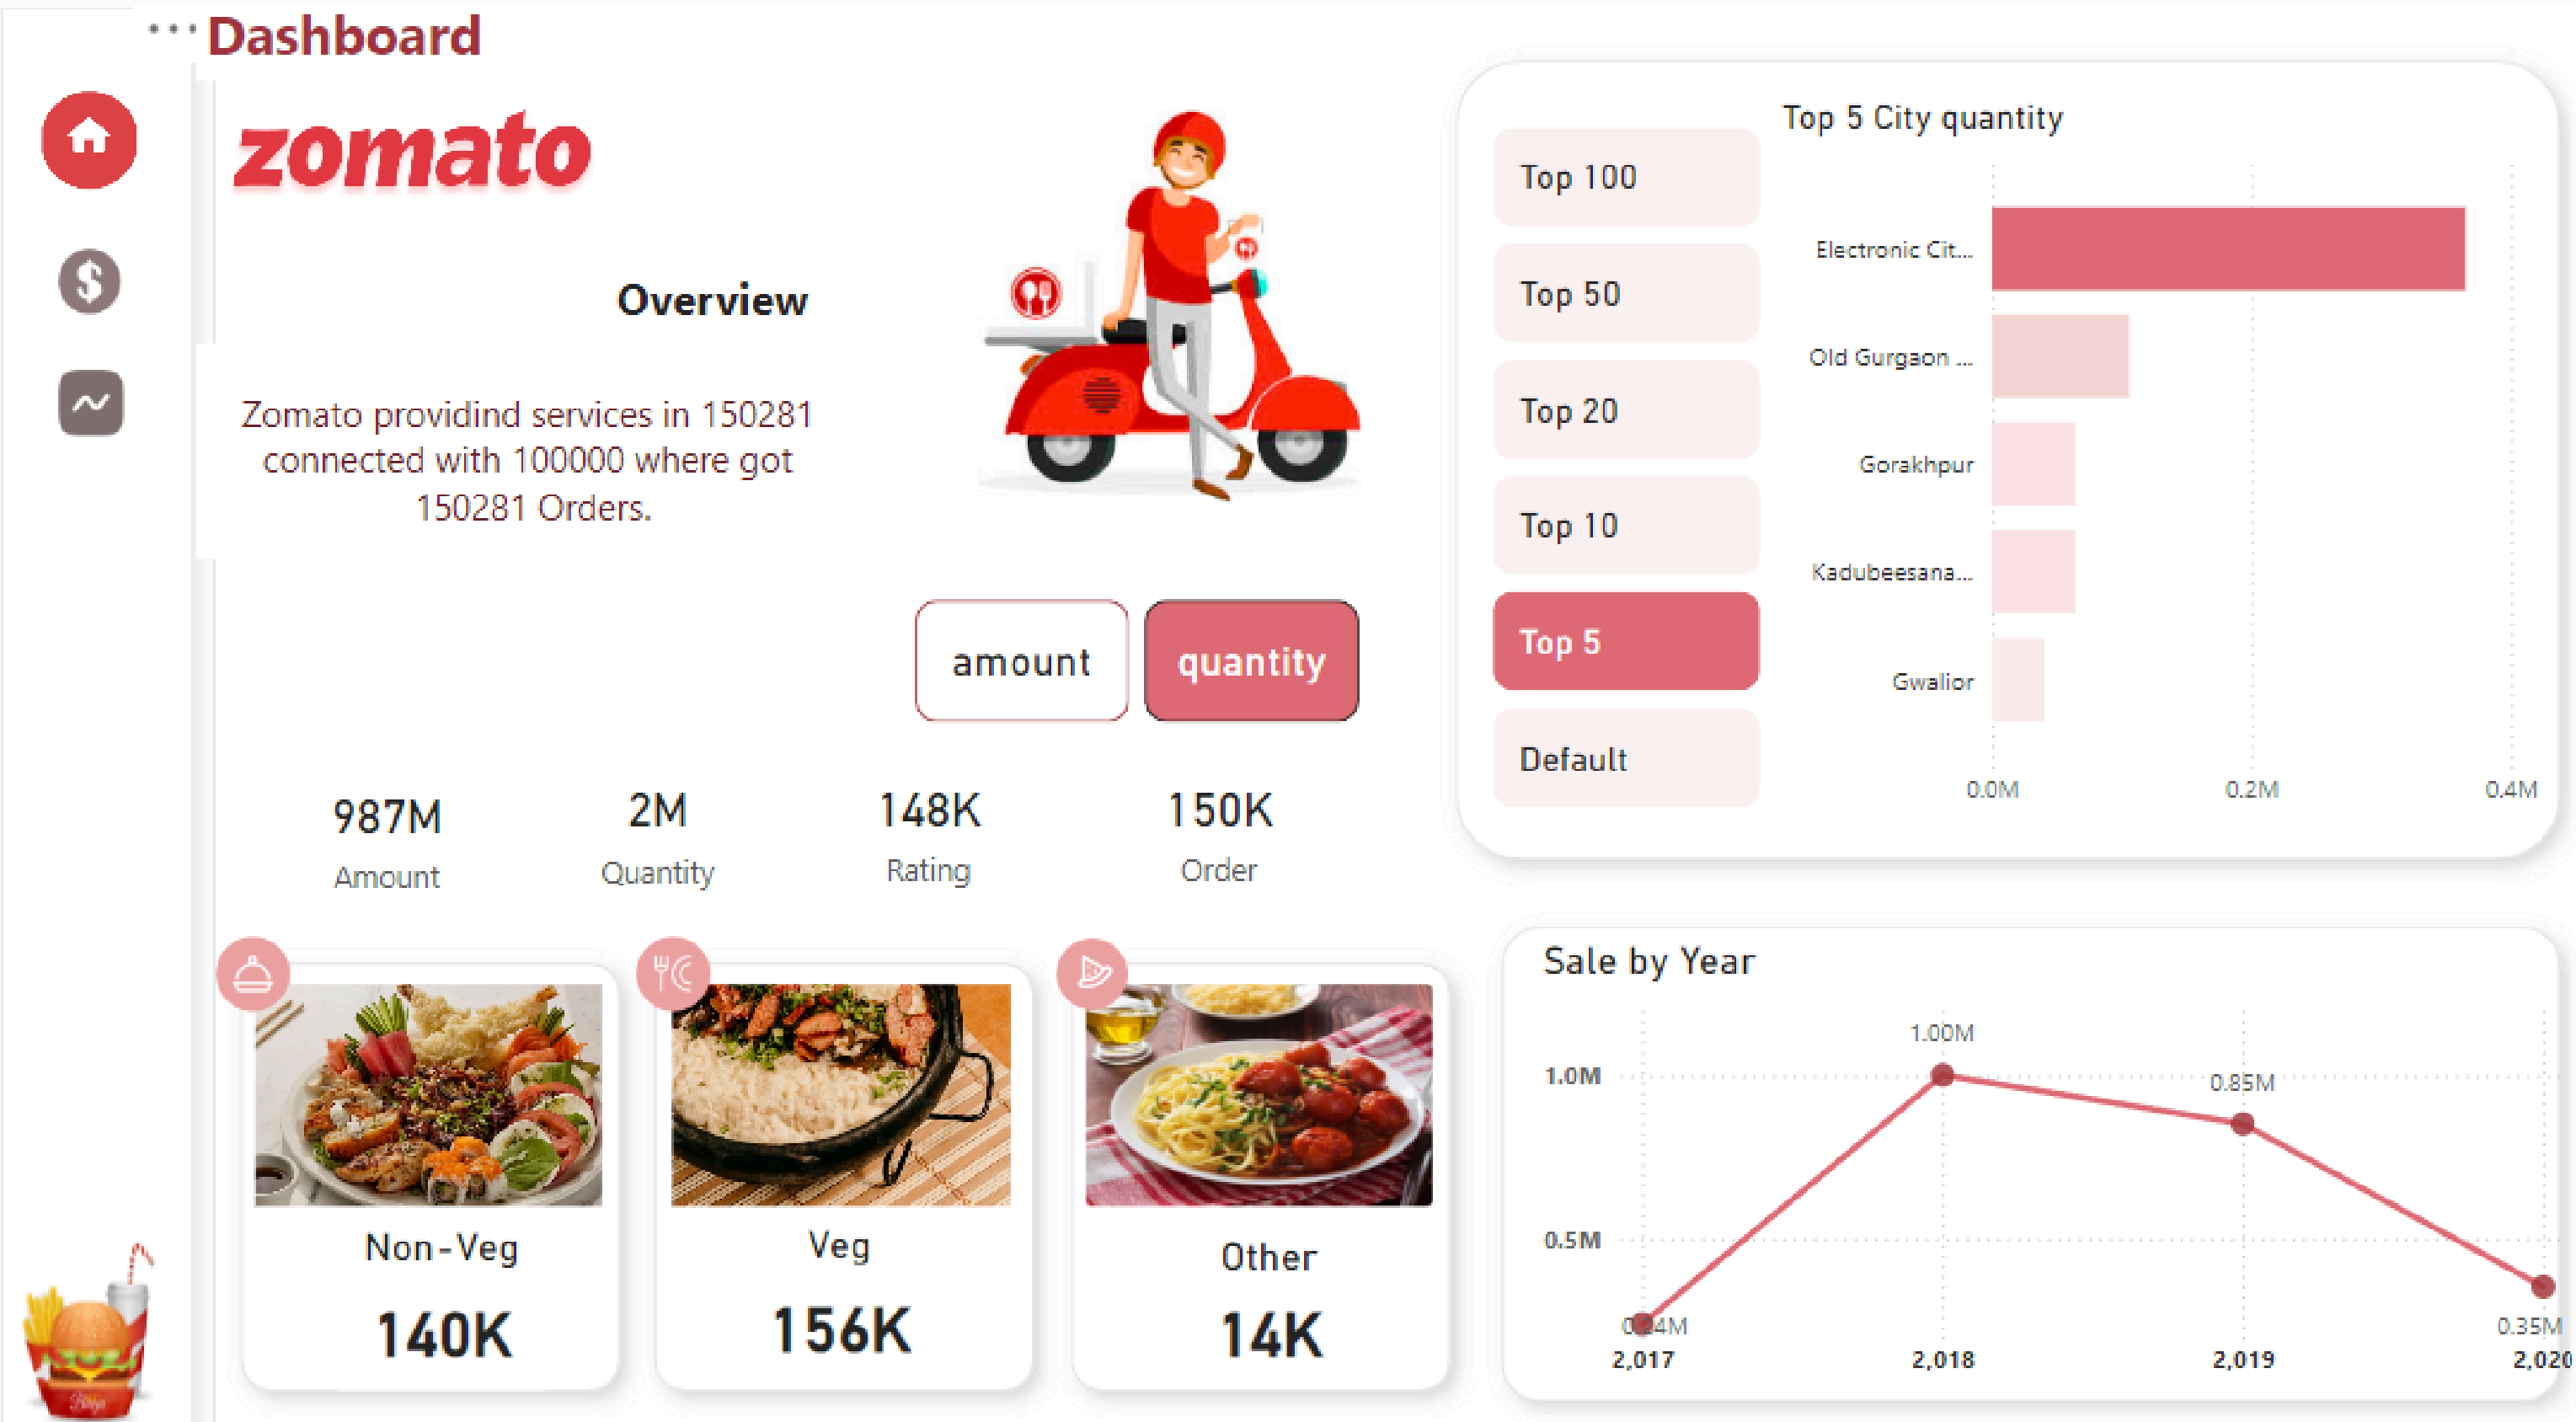 Dashboard
zomato
Overview
Zomato providind services in 150281
connected with 100000 where got
150281 Orders.
amount
quantity
987M
Amount
2M
Quantity
148K
Rating
150K
Order
Non-Veg
140K
Veg
156K
Other
14K
Top 100
Top 50
Top 20
Top 10
Top 5
Default
Top 5 City quantity
Electronic Cit...
Old Gurgaon ...
Gorakhpur
Kadubeesana...
Gwalior
0.0M
0.2M
0.4M
Sale by Year
1.0M
0.5M
1.00M
0.85M
0.35M
2,017
2,018
2,019
2,020